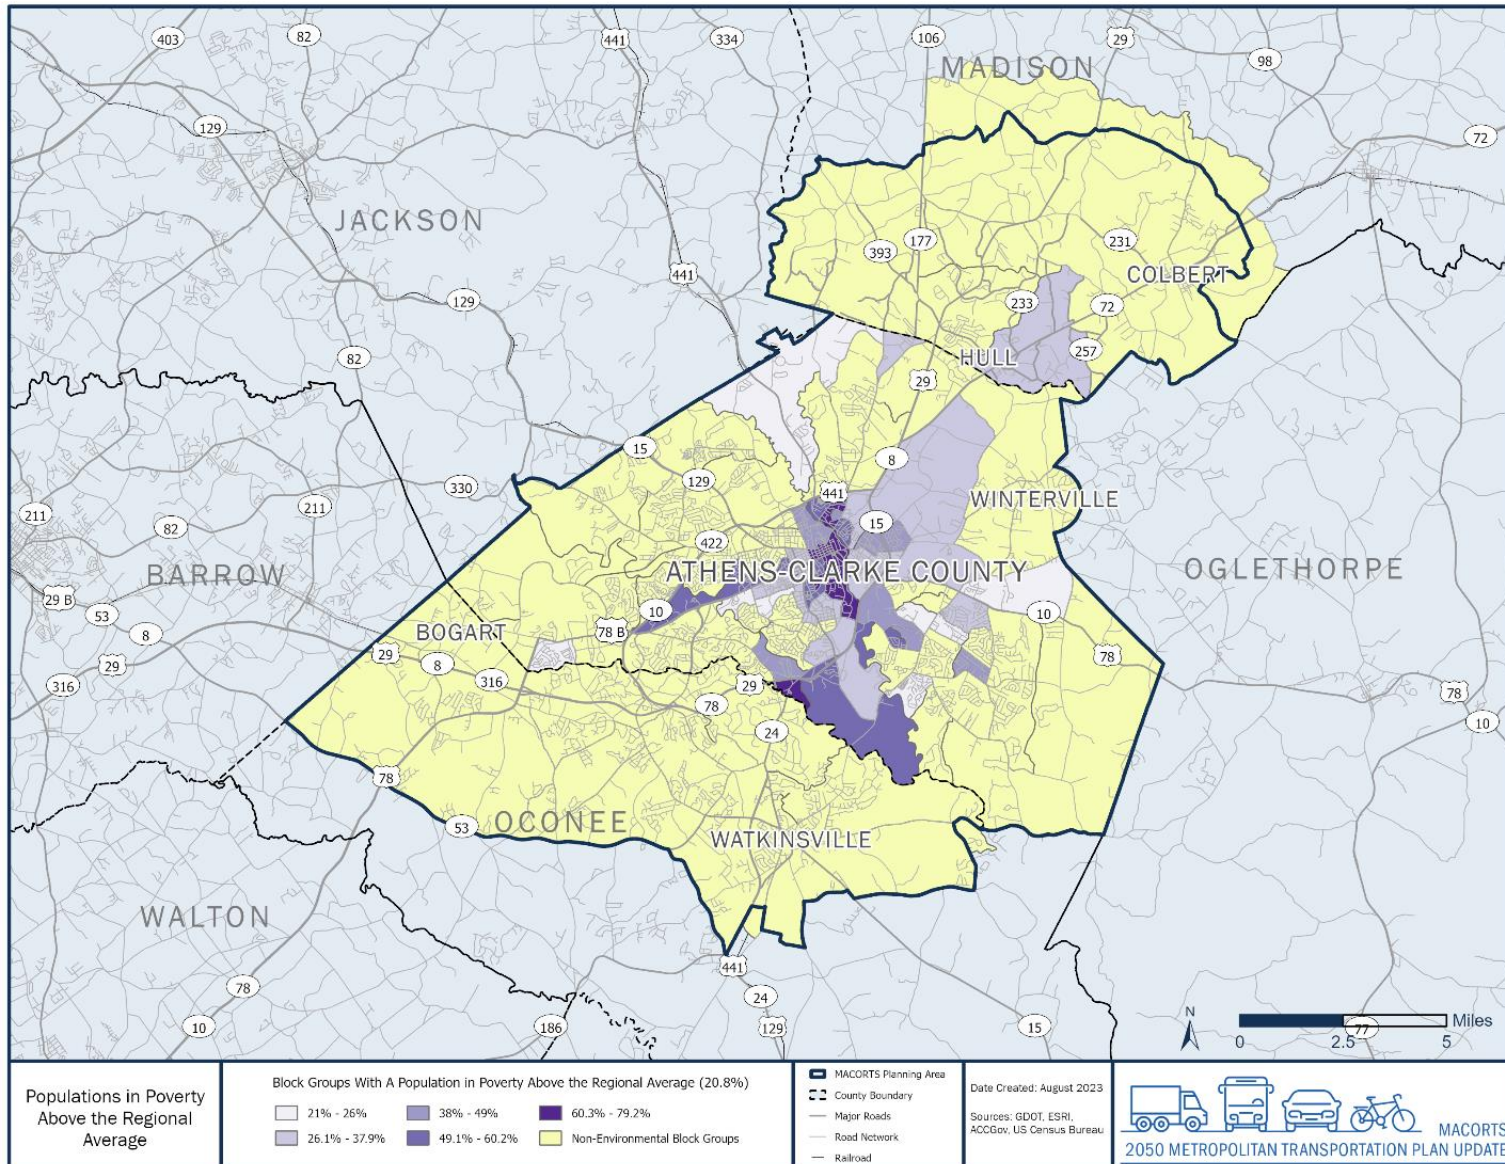 403
82
441
334
106
29
98
MADISON
129
72
JACKSON
393
177
231
441
COLBERT
129
233
72
82
257
HULL
29
15
8
129
330
441
WINTERVILLE
211
211
82
15
422
ATHENS-CLARKE COUNTY
OGLETHORPE
BARROW
29 B
53
10
10
8
BOGART
78 B
29
29
8
78
316
316
29
78
78
10
24
78
OCONEE
53
WATKINSVILLE
WALTON
441
78
24
10
186
129
15
N
77
Miles
0
2.5
5
Populations in Poverty
Above the Regional
Average
Block Groups With A Population in Poverty Above the Regional Average (20.8%)
21% - 26%
38% - 49%
60.3% - 79.2%
26.1% - 37.9%
49.1% - 60.2%
Non-Environmental Block Groups
MACORTS Planning Area
County Boundary
Major Roads
Road Network
Railroad
Date Created: August 2023
Sources: GDOT, ESRI,
ACCGov, US Census Bureau
MACORTS
2050 METROPOLITAN TRANSPORTATION PLAN UPDATE